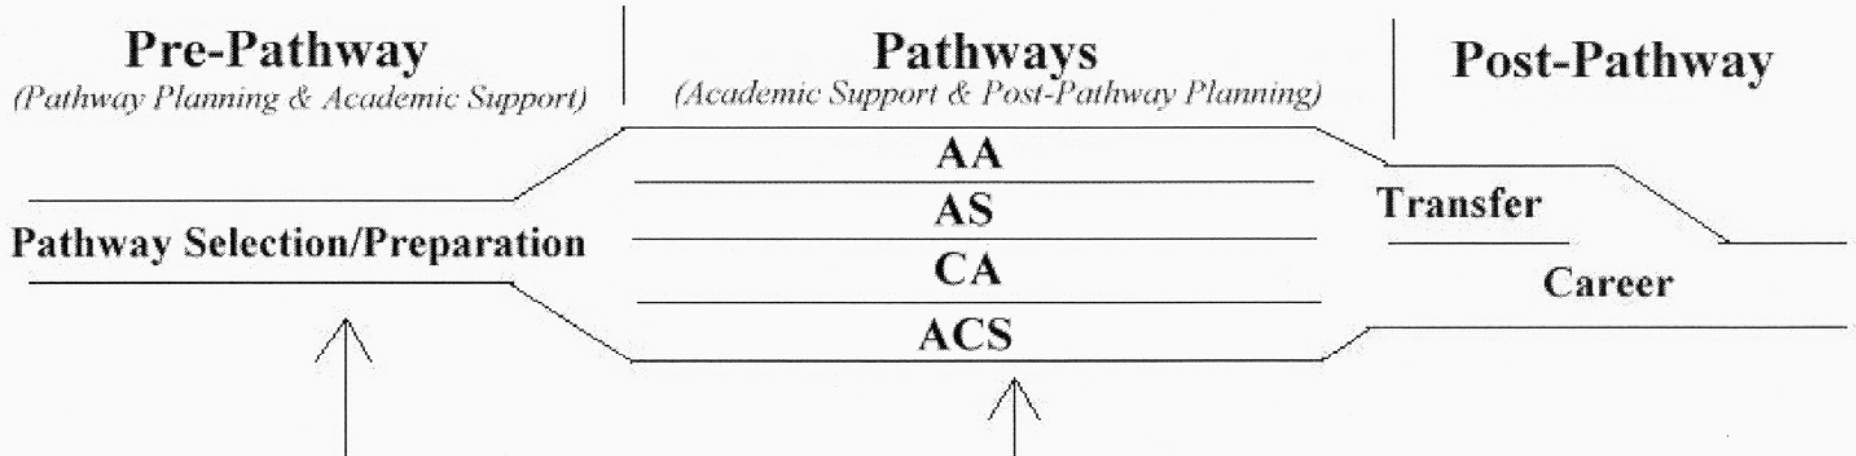 Pre-Pathway
(Pathway Planning & Academic Support)
Pathway Selection/Preparation
Pathways
(Academic Support & Post-Pathway Planning)
AA
AS
CA
ACS
Post-Pathway
Transfer
Career